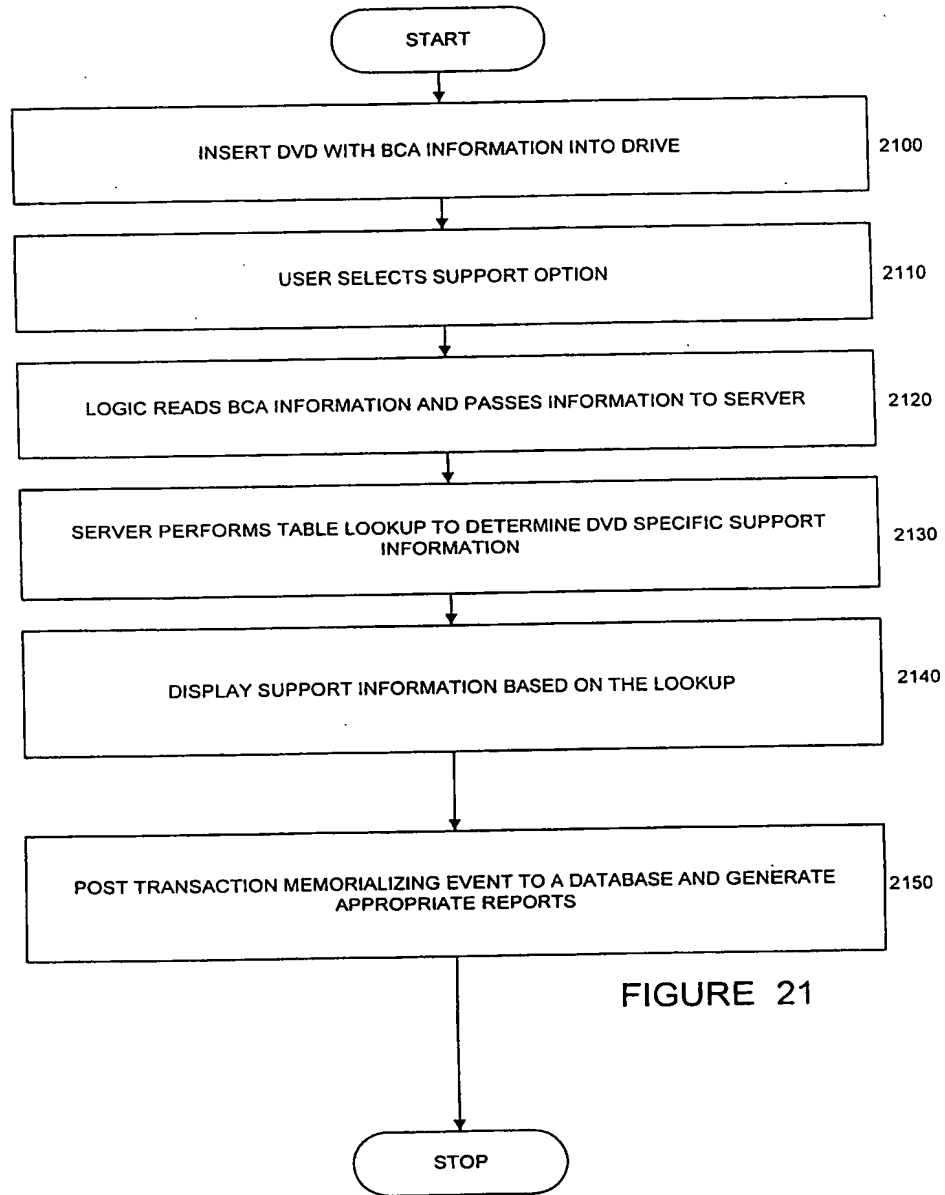 START
INSERT DVD WITH BCA INFORMATION INTO DRIVE
2100
USER SELECTS SUPPORT OPTION
2110
LOGIC READS BCA INFORMATION AND PASSES INFORMATION TO SERVER
2120
SERVER PERFORMS TABLE LOOKUP TO DETERMINE DVD SPECIFIC SUPPORT
INFORMATION
2130
DISPLAY SUPPORT INFORMATION BASED ON THE LOOKUP
2140
POST TRANSACTION MEMORIALIZING EVENT TO A DATABASE AND GENERATE
APPROPRIATE REPORTS
2150
FIGURE 21
STOP